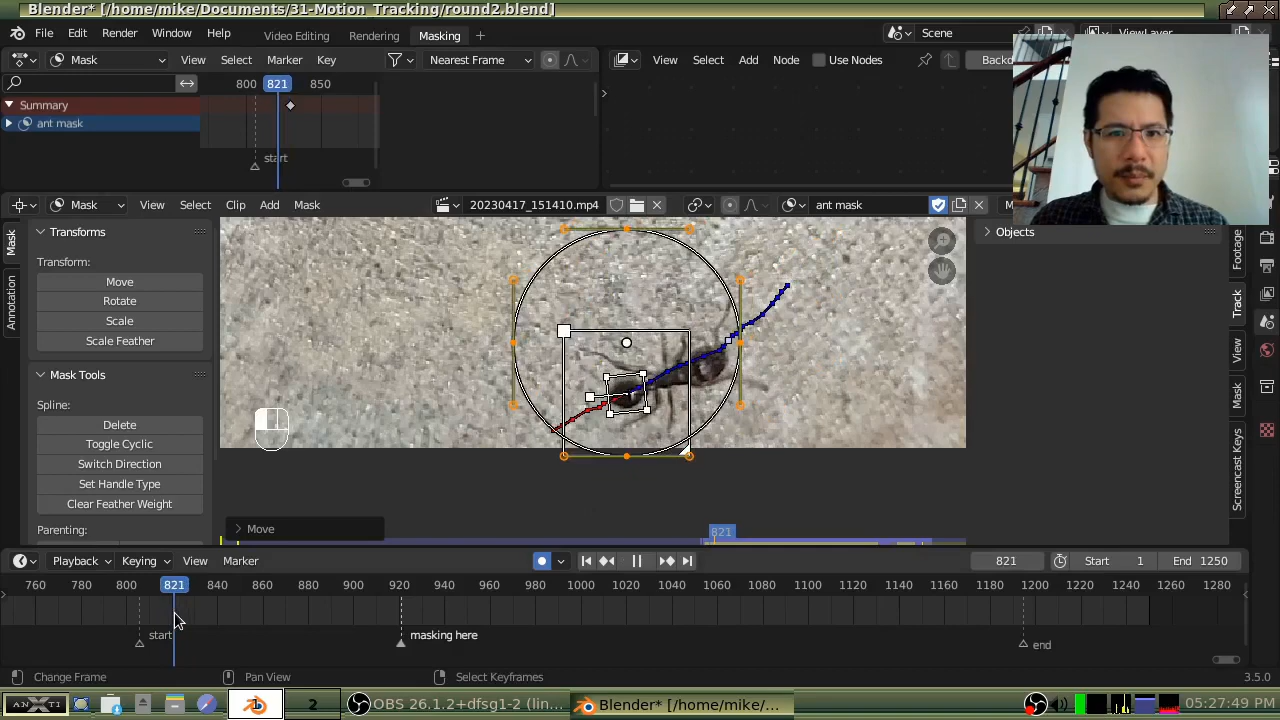 Blender* [/home/mike/Documents/31-Motion_Tracking/round2.blend]
File Edit Render Window Help Video Editing Rendering Masking Scene ViewLayer
Mask View Select Marker Key Nearest Frame View Select Add Node Use Nodes
800 821 850
Summary
ant mask
start
Mask View Select Clip Add Mask 20230417_151410.mp4 ant mask
Mask
Annotation
Transforms
Transform:
Move
Rotate
Scale
Scale Feather
Mask Tools
Spline:
Delete
Toggle Cyclic
Switch Direction
Set Handle Type
Clear Feather Weight
Parenting:
Move
821
Objects
Footage
Track
View
Mask
Screencast Keys
Playback Keying View Marker 821 Start 1 End 1250
760 780 800 821 840 860 880 900 920 940 960 980 1000 1020 1040 1060 1080 1100 1120 1140 1160 1180 1200 1220 1240 1260 1280
start masking here end
Change Frame Pan View Select Keyframes 3.5.0
1 2 OBS 26.1.2+dfsg1-2 (lin... Blender* [/home/mike/... 05:27:49 PM